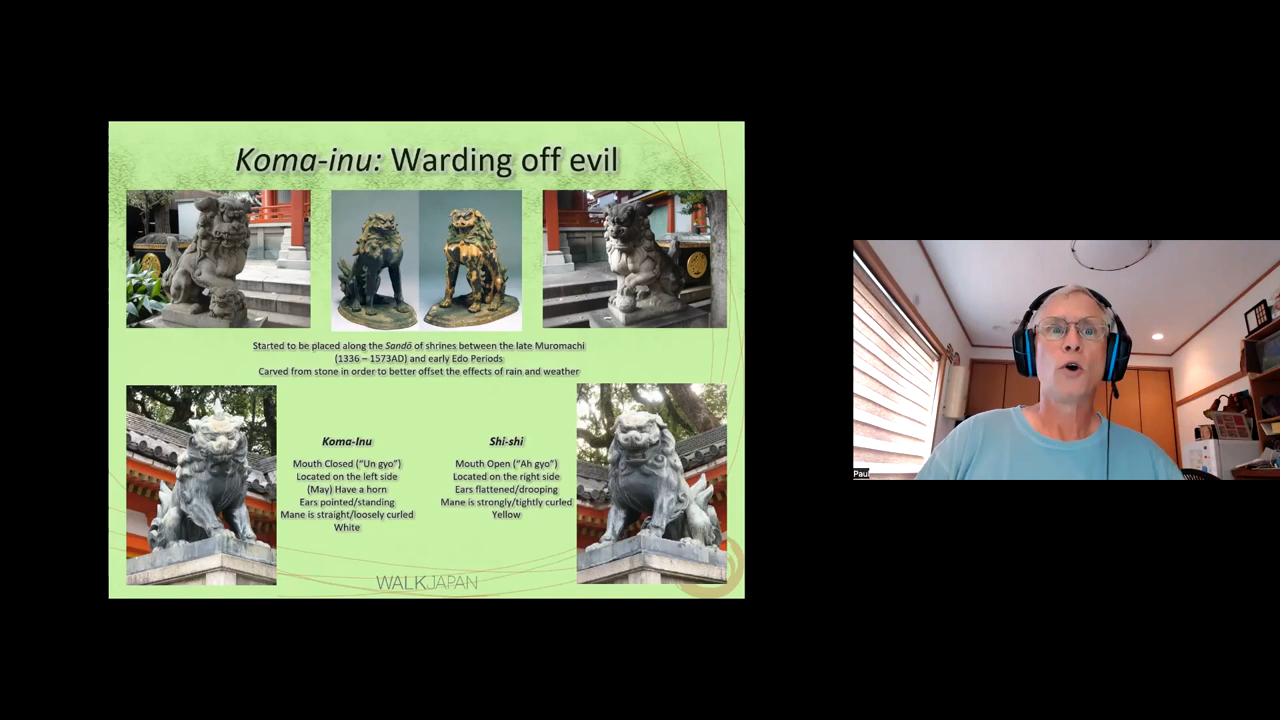 Koma-inu: Warding off evil
Started to be placed along the Sandō of shrines between the late Muromachi
(1336 – 1573AD) and early Edo Periods
Carved from stone in order to better offset the effects of rain and weather
Koma-Inu
Mouth Closed (“Un gyo”)
Located on the left side
(May) Have a horn
Ears pointed/standing
Mane is straight/loosely curled
White
Shi-shi
Mouth Open (“Ah gyo”)
Located on the right side
Ears flattened/drooping
Mane is strongly/tightly curled
Yellow
WALKJAPAN
Paul